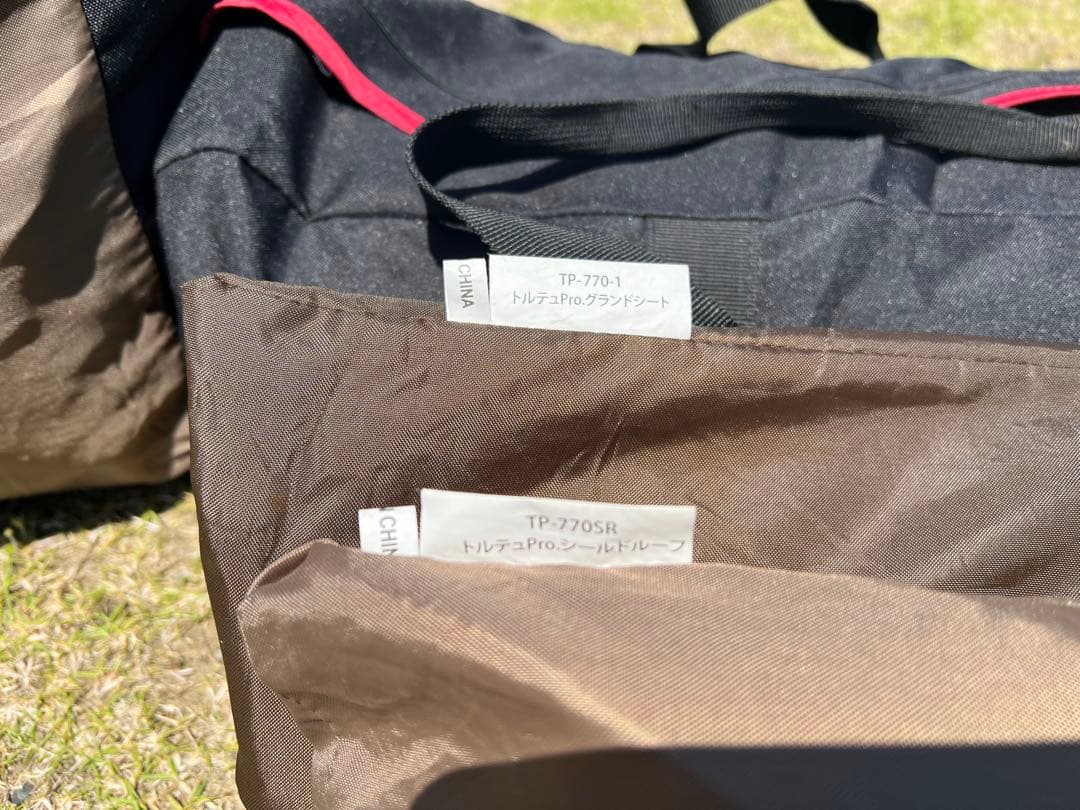 CHINA
TP-770-1
トルテュPro.グランドシート
CHIN
TP-770SR
トルテュPro.シールドルーフ